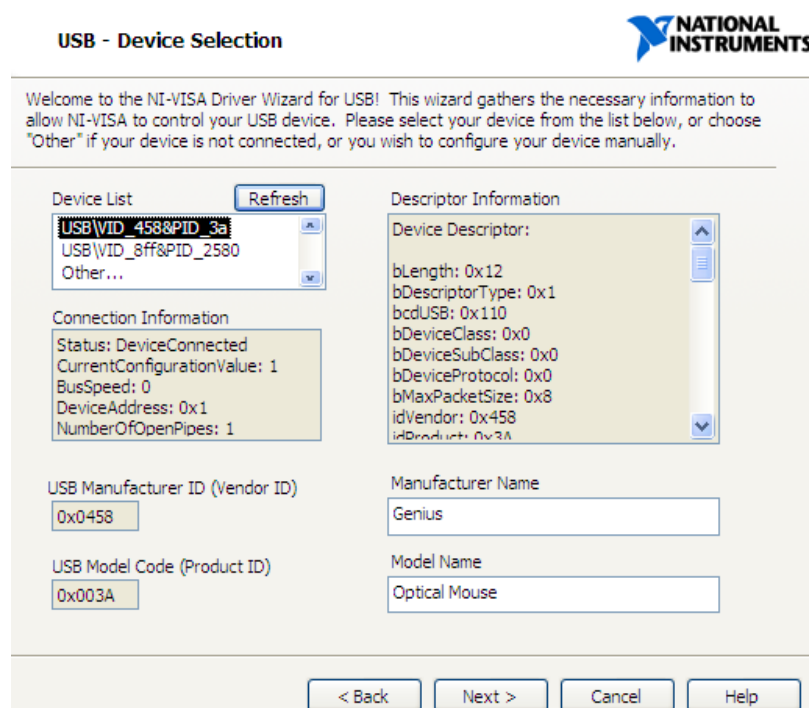 USB - Device Selection
NATIONAL
INSTRUMENTS
Welcome to the NI-VISA Driver Wizard for USB!  This wizard gathers the necessary information to
allow NI-VISA to control your USB device.  Please select your device from the list below, or choose
"Other" if your device is not connected, or you wish to configure your device manually.
Device List
Refresh
USB\VID_458&PID_3a
USB\VID_8ff&PID_2580
Other...
Connection Information
Status: DeviceConnected
CurrentConfigurationValue: 1
BusSpeed: 0
DeviceAddress: 0x1
NumberOfOpenPipes: 1
Descriptor Information
Device Descriptor:
bLength: 0x12
bDescriptorType: 0x1
bcdUSB: 0x110
bDeviceClass: 0x0
bDeviceSubClass: 0x0
bDeviceProtocol: 0x0
bMaxPacketSize: 0x8
idVendor: 0x458
idProduct: 0x3A
USB Manufacturer ID (Vendor ID)
0x0458
Manufacturer Name
Genius
USB Model Code (Product ID)
0x003A
Model Name
Optical Mouse
< Back
Next >
Cancel
Help